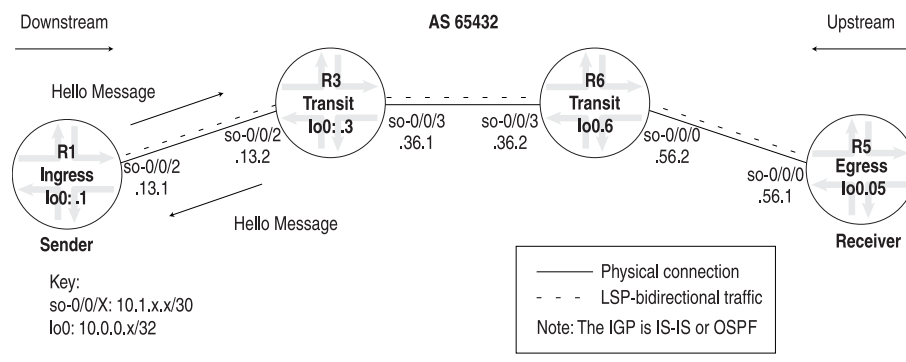 Downstream
AS 65432
Upstream
Hello Message
R3
Transit
lo0: .3
R6
Transit
lo0.6
so-0/0/2
.13.2
so-0/0/3
.36.1
so-0/0/3
.36.2
so-0/0/0
.56.2
R1
Ingress
lo0: .1
so-0/0/2
.13.1
so-0/0/0
.56.1
R5
Egress
lo0.05
Hello Message
Sender
Receiver
Key:
so-0/0/X: 10.1.x.x/30
lo0: 10.0.0.x/32
Physical connection
LSP-bidirectional traffic
Note: The IGP is IS-IS or OSPF